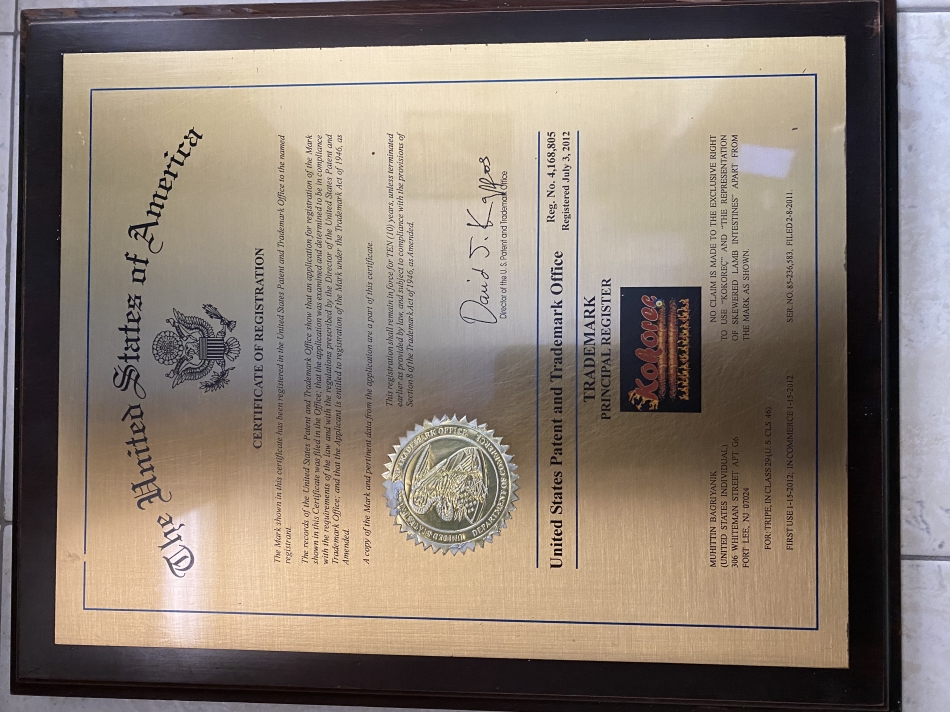 The United States of America
CERTIFICATE OF REGISTRATION
The Mark shown in this certificate has been registered in the United States Patent and Trademark Office to the named
registrant.
The records of the United States Patent and Trademark Office show that an application for registration of the Mark
shown in this Certificate was filed in the Office; that the application was examined and determined to be in compliance
with the requirements of the law and with the regulations prescribed by the Director of the United States Patent and
Trademark Office; and that the Applicant is entitled to registration of the Mark under the Trademark Act of 1946, as
Amended.
A copy of the Mark and pertinent data from the application are a part of this certificate.
This registration shall remain in force for TEN (10) years, unless terminated
earlier as provided by law, and subject to compliance with the provisions of
Section 8 of the Trademark Act of 1946, as Amended.
David J. Kappos
Director of the U. S. Patent and Trademark Office
TRADEMARK OFFICE
DEPARTMENT OF COMMERCE
United States Patent and Trademark Office
Reg. No. 4,168,805
Registered July 3, 2012
TRADEMARK
PRINCIPAL REGISTER
Kokorec
MUHITTIN BAGRIYANIK
(UNITED STATES INDIVIDUAL)
306 WHITEMAN STREET APT. G6
FORT LEE, NJ 07024
FOR: TRIPE, IN CLASS 29 (U.S. CLS. 46).
FIRST USE 1-15-2012; IN COMMERCE 1-15-2012.
NO CLAIM IS MADE TO THE EXCLUSIVE RIGHT
TO USE "KOKOREÇ" AND "THE REPRESENTATION
OF SKEWERED LAMB INTESTINES" APART FROM
THE MARK AS SHOWN.
SER. NO. 85-236,583, FILED 2-8-2011.